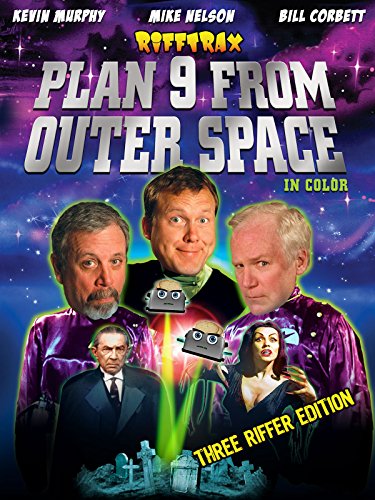 KEVIN MURPHY MIKE NELSON BILL CORBETT
RIFFTRAX
PLAN 9 FROM
OUTER SPACE
IN COLOR
THREE RIFFER EDITION